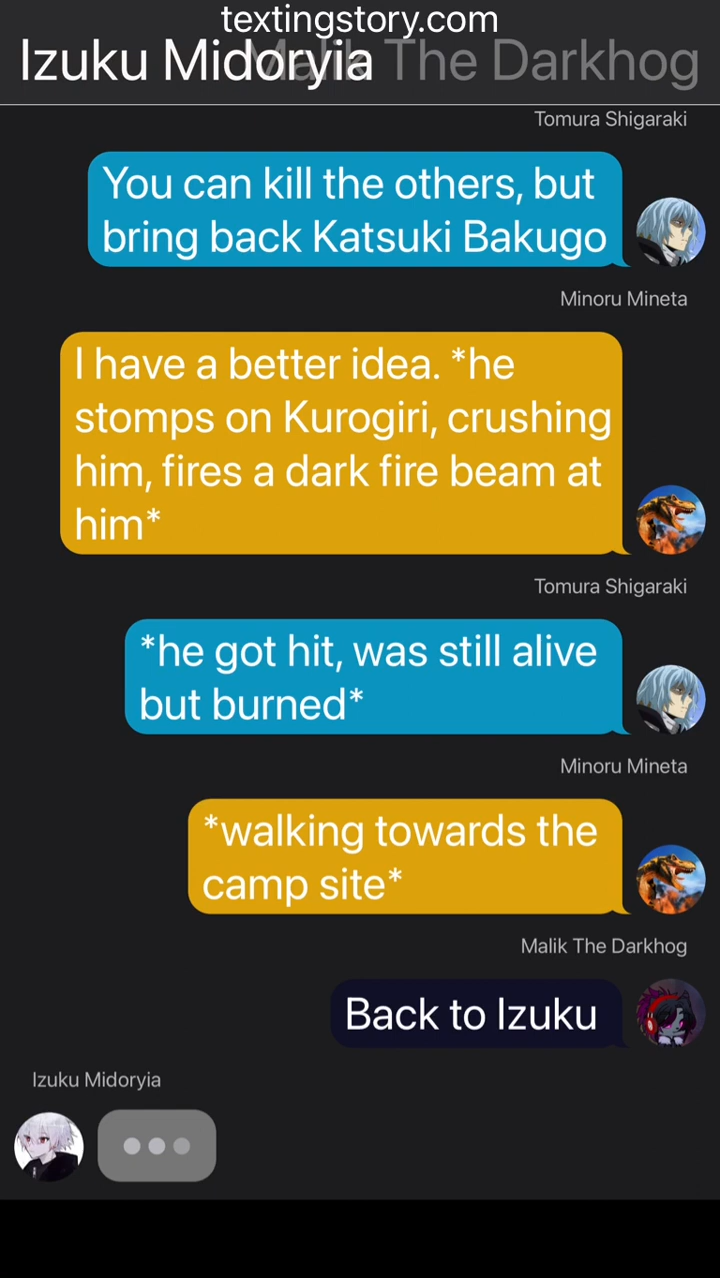 textingstory.com
Izuku Midoryia
Malik The Darkhog
Tomura Shigaraki
You can kill the others, but
bring back Katsuki Bakugo
Minoru Mineta
I have a better idea. *he
stomps on Kurogiri, crushing
him, fires a dark fire beam at
him*
Tomura Shigaraki
*he got hit, was still alive
but burned*
Minoru Mineta
*walking towards the
camp site*
Malik The Darkhog
Back to Izuku
Izuku Midoryia